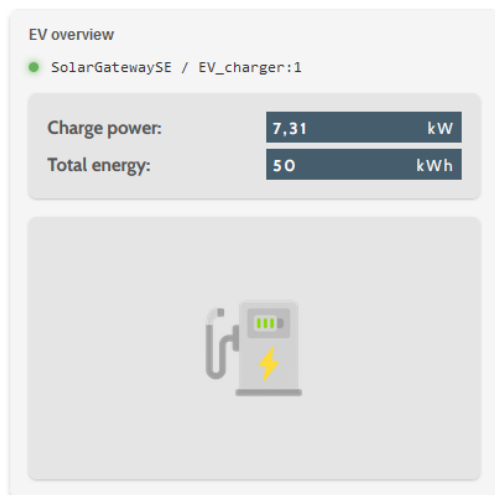 EV overview
SolarGatewaySE / EV_charger:1
Charge power: 7,31 kW
Total energy: 50 kWh